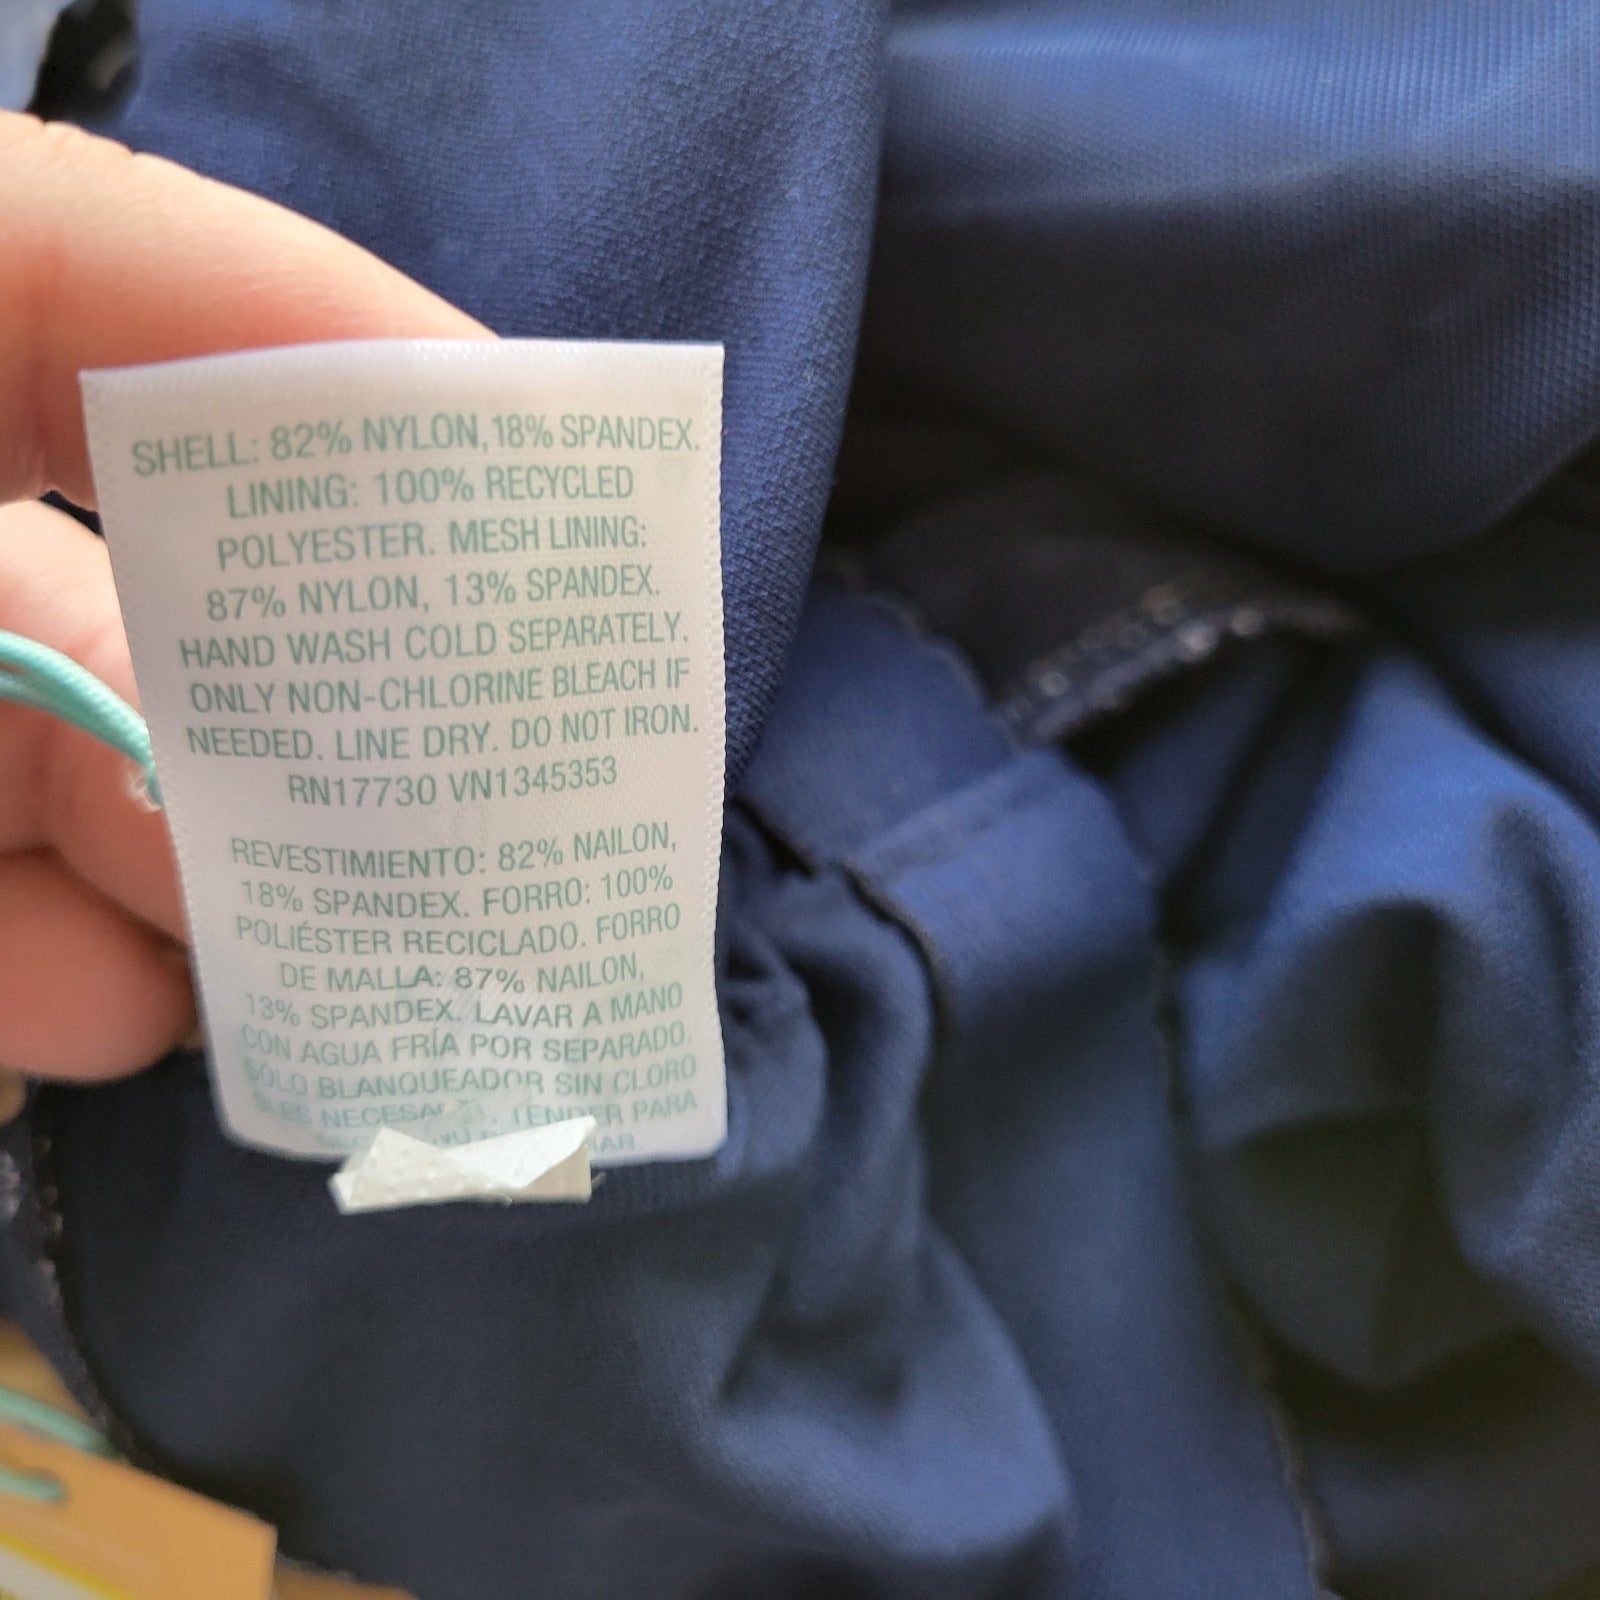 SHELL: 82% NYLON, 18% SPANDEX.
LINING: 100% RECYCLED
POLYESTER. MESH LINING:
87% NYLON, 13% SPANDEX.
HAND WASH COLD SEPARATELY.
ONLY NON-CHLORINE BLEACH IF
NEEDED. LINE DRY. DO NOT IRON.
RN17730 VN1345353
REVESTIMIENTO: 82% NAILON,
18% SPANDEX. FORRO: 100%
POLIÉSTER RECICLADO. FORRO
DE MALLA: 87% NAILON,
13% SPANDEX. LAVAR A MANO
CON AGUA FRÍA POR SEPARADO.
SÓLO BLANQUEADOR SIN CLORO
TENDER PARA